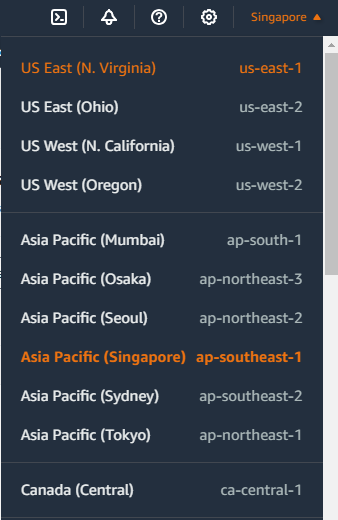 Singapore
US East (N. Virginia) us-east-1
US East (Ohio) us-east-2
US West (N. California) us-west-1
US West (Oregon) us-west-2
Asia Pacific (Mumbai) ap-south-1
Asia Pacific (Osaka) ap-northeast-3
Asia Pacific (Seoul) ap-northeast-2
Asia Pacific (Singapore) ap-southeast-1
Asia Pacific (Sydney) ap-southeast-2
Asia Pacific (Tokyo) ap-northeast-1
Canada (Central) ca-central-1